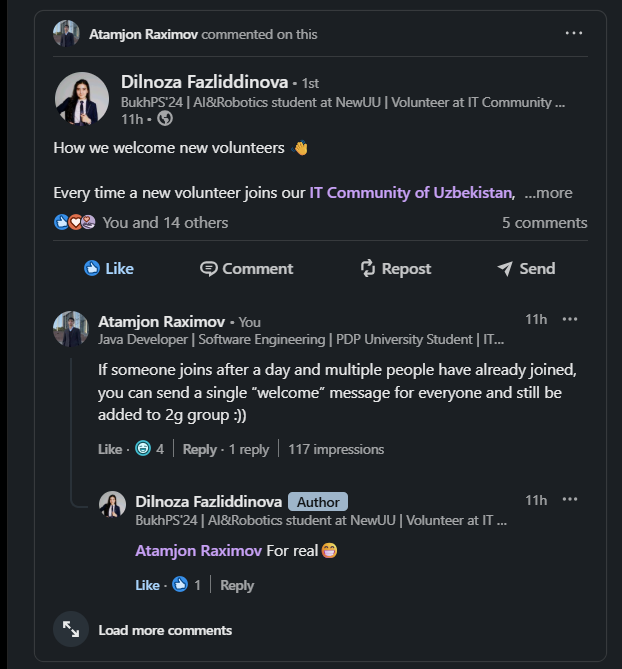 Atamjon Raximov commented on this
Dilnoza Fazliddinova • 1st
BukhPS'24 | AI&Robotics student at NewUU | Volunteer at IT Community ...
11h •
How we welcome new volunteers 👋
Every time a new volunteer joins our IT Community of Uzbekistan, ...more
You and 14 others
5 comments
Like
Comment
Repost
Send
Atamjon Raximov • You
11h
Java Developer | Software Engineering | PDP University Student | IT...
If someone joins after a day and multiple people have already joined,
you can send a single “welcome” message for everyone and still be
added to 2g group :))
Like · 4 | Reply · 1 reply | 117 impressions
Dilnoza Fazliddinova Author
11h
BukhPS'24 | AI&Robotics student at NewUU | Volunteer at IT ...
Atamjon Raximov For real😁
Like · 1 | Reply
Load more comments